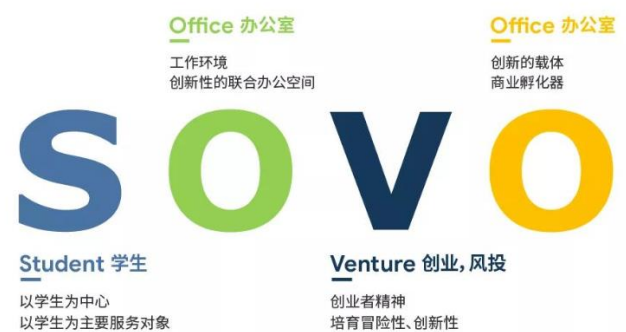 Office 办公室
工作环境
创新性的联合办公空间
Office 办公室
创新的载体
商业孵化器
SOVO
Student 学生
以学生为中心
以学生为主要服务对象
Venture 创业,风投
创业者精神
培育冒险性、创新性